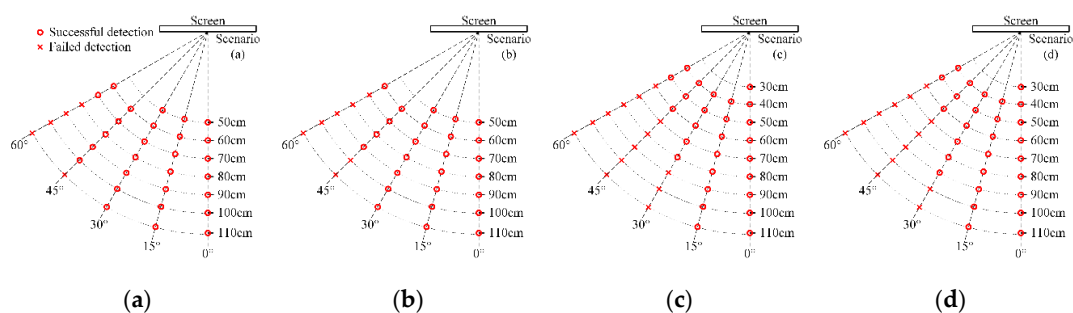 Screen
Successful detection
Failed detection
Scenario
(a)
50cm
60cm
70cm
80cm
90cm
100cm
110cm
60°
45°
30°
15°
0°
(a)
Screen
Scenario
(b)
50cm
60cm
70cm
80cm
90cm
100cm
110cm
60°
45°
30°
15°
0°
(b)
Screen
Scenario
(c)
30cm
40cm
50cm
60cm
70cm
80cm
90cm
100cm
110cm
60°
45°
30°
15°
0°
(c)
Screen
Scenario
(d)
30cm
40cm
50cm
60cm
70cm
80cm
90cm
100cm
110cm
60°
45°
30°
15°
0°
(d)